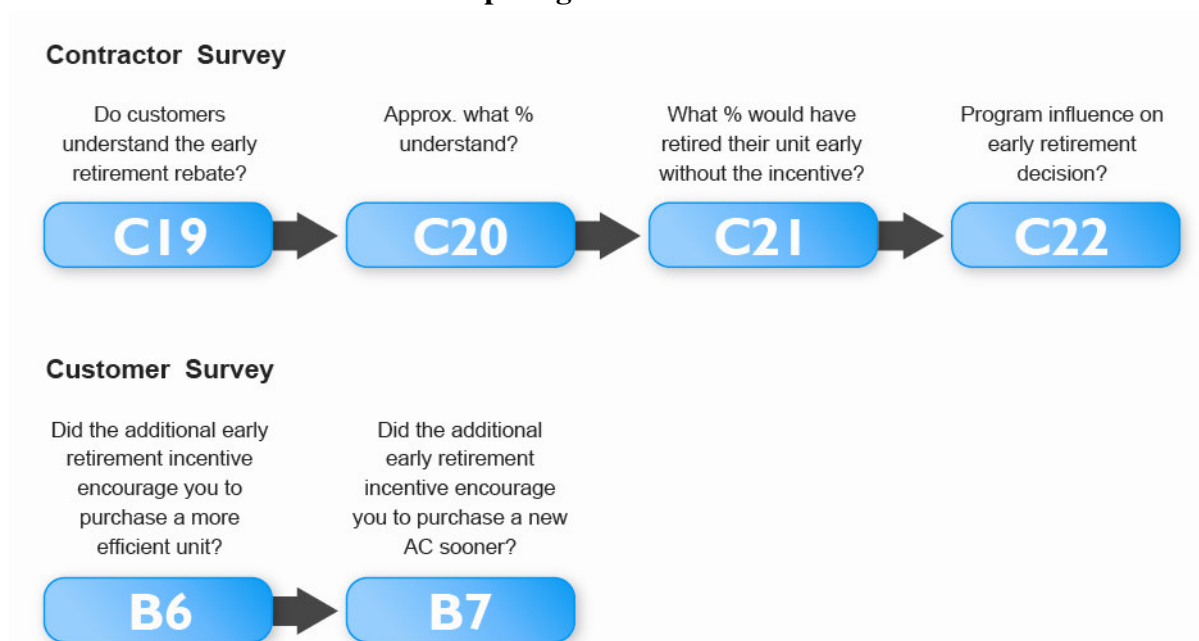 Contractor Survey
Do customers
understand the early
retirement rebate?
C19
Approx. what %
understand?
C20
What % would have
retired their unit early
without the incentive?
C21
Program influence on
early retirement
decision?
C22
Customer Survey
Did the additional early
retirement incentive
encourage you to
purchase a more
efficient unit?
B6
Did the additional
early retirement
incentive encourage
you to purchase a new
AC sooner?
B7